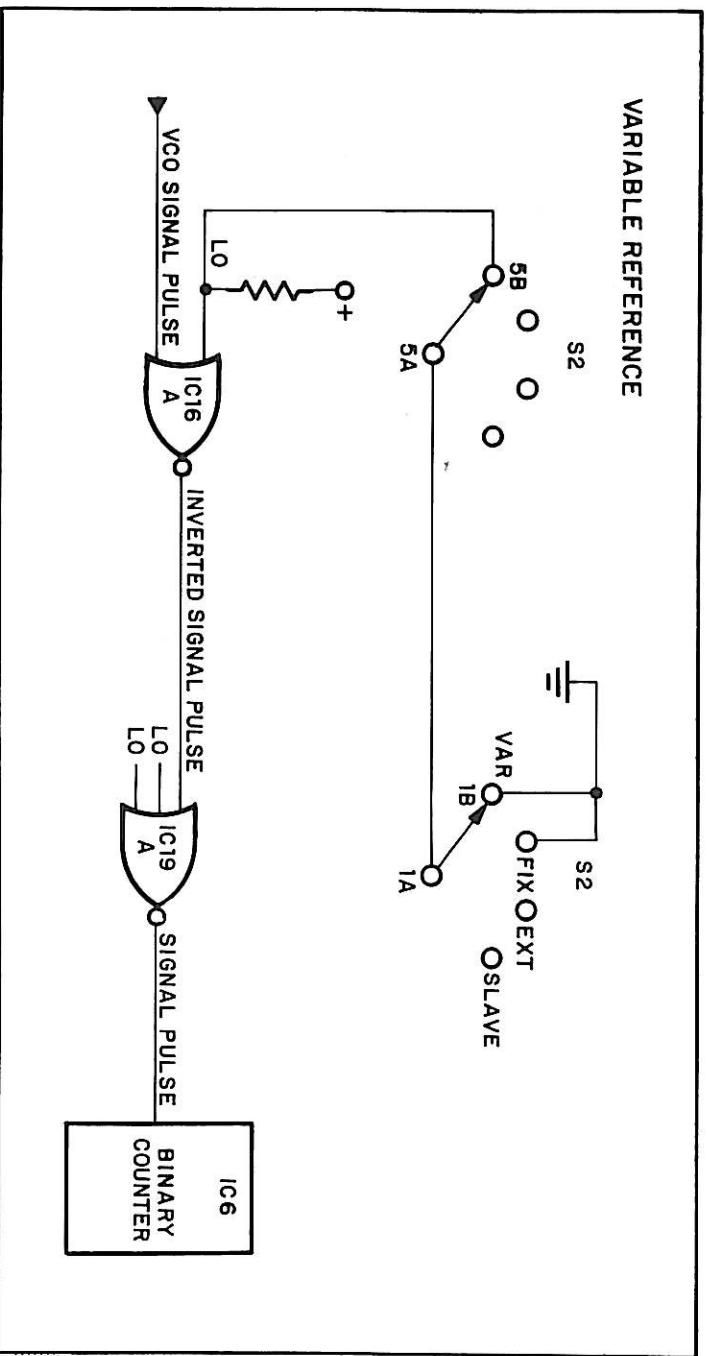 VARIABLE REFERENCE
S2
S2
5B
5A
VAR
1B
1A
FIX
EXT
SLAVE
+
LO
VCO SIGNAL PULSE
IC16
A
INVERTED SIGNAL PULSE
LO
LO
IC19
A
SIGNAL PULSE
IC6
BINARY
COUNTER